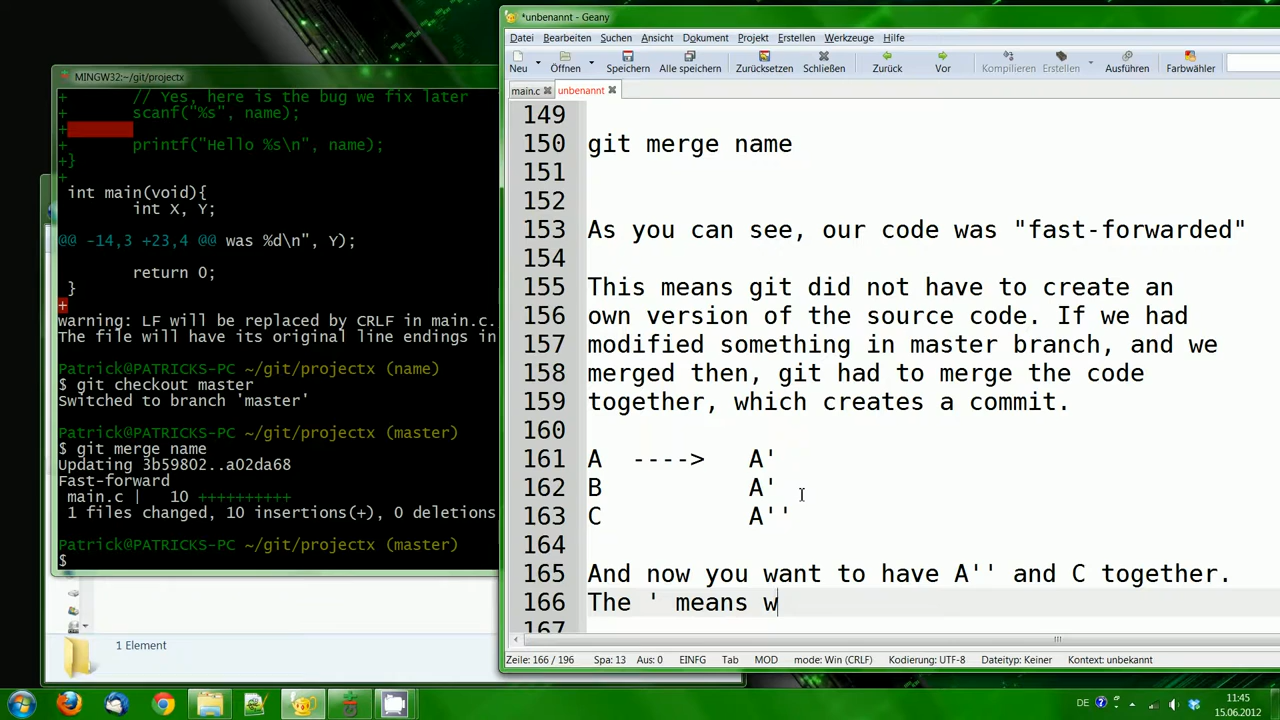 *unbenannt - Geany
Datei Bearbeiten Suchen Ansicht Dokument Projekt Erstellen Werkzeuge Hilfe
Neu Öffnen Speichern Alle speichern Zurücksetzen Schließen Zurück Vor Kompilieren Erstellen Ausführen Farbwähler
main.c unbenannt
MINGW32:~/git/projectx
+ // Yes, here is the bug we fix later
+ scanf("%s", name);
+
+ printf("Hello %s\n", name);
+}
+
int main(void){
int X, Y;
@@ -14,3 +23,4 @@ was %d\n", Y);
return 0;
}
+
warning: LF will be replaced by CRLF in main.c.
The file will have its original line endings in
Patrick@PATRICKS-PC ~/git/projectx (name)
$ git checkout master
Switched to branch 'master'
Patrick@PATRICKS-PC ~/git/projectx (master)
$ git merge name
Updating 3b59802..a02da68
Fast-forward
main.c | 10 ++++++++++
1 files changed, 10 insertions(+), 0 deletions
Patrick@PATRICKS-PC ~/git/projectx (master)
$
149
150 git merge name
151
152
153 As you can see, our code was "fast-forwarded"
154
155 This means git did not have to create an
156 own version of the source code. If we had
157 modified something in master branch, and we
158 merged then, git had to merge the code
159 together, which creates a commit.
160
161 A ----> A'
162 B A'
163 C A''
164
165 And now you want to have A'' and C together.
166 The ' means w
167
Zeile: 166 / 196 Spa: 13 Aus: 0 EINFG Tab MOD mode: Win (CRLF) Kodierung: UTF-8 Dateityp: Keiner Kontext: unbekannt
1 Element
DE
11:45
15.06.2012